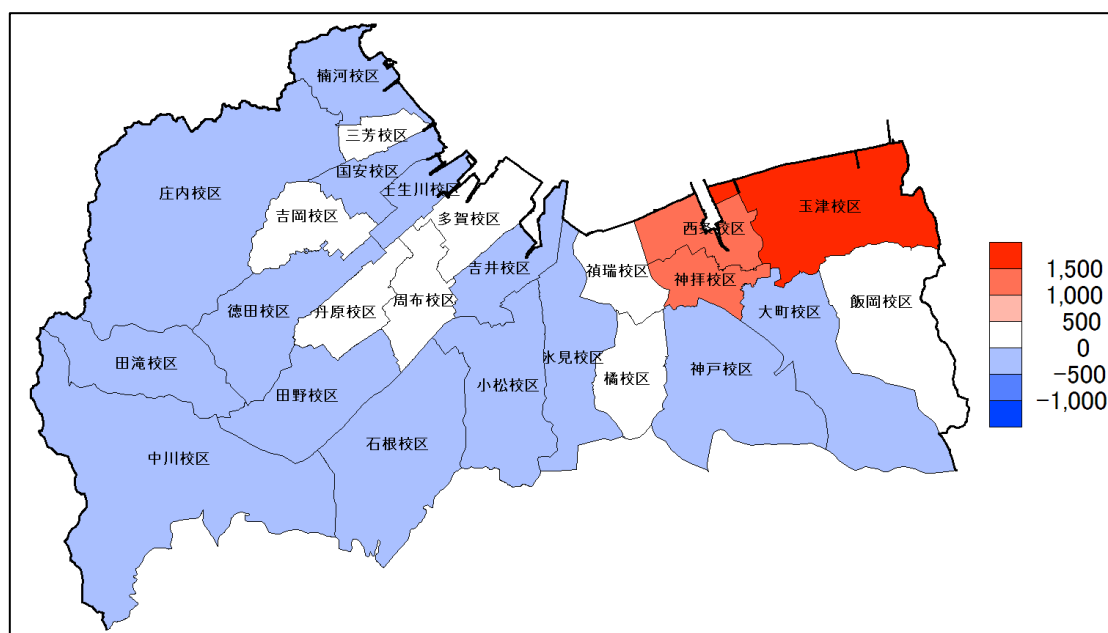 楠河校区
三芳校区
国安校区
庄内校区
壬生川校区
吉岡校区
多賀校区
玉津校区
西条校区
吉井校区
禎瑞校区
神拝校区
周布校区
飯岡校区
徳田校区
丹原校区
大町校区
田滝校区
氷見校区
神戸校区
橘校区
小松校区
田野校区
石根校区
中川校区
1,500
1,000
500
0
-500
-1,000